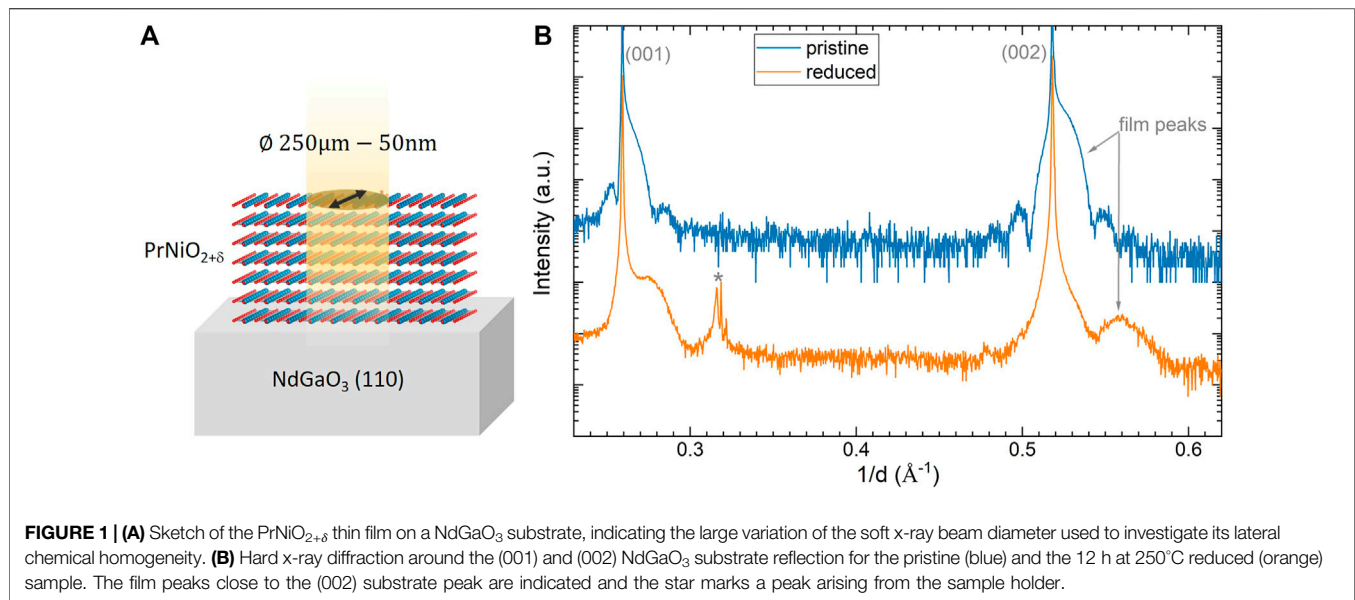 A
Ø 250μm − 50nm
PrNiO₂₊δ
NdGaO₃ (110)
B
(001)
(002)
pristine
reduced
film peaks
*
Intensity (a.u.)
0.3
0.4
0.5
0.6
1/d (Å⁻¹)
FIGURE 1 | (A) Sketch of the PrNiO₂₊δ thin film on a NdGaO₃ substrate, indicating the large variation of the soft x-ray beam diameter used to investigate its lateral
chemical homogeneity. (B) Hard x-ray diffraction around the (001) and (002) NdGaO₃ substrate reflection for the pristine (blue) and the 12 h at 250°C reduced (orange)
sample. The film peaks close to the (002) substrate peak are indicated and the star marks a peak arising from the sample holder.